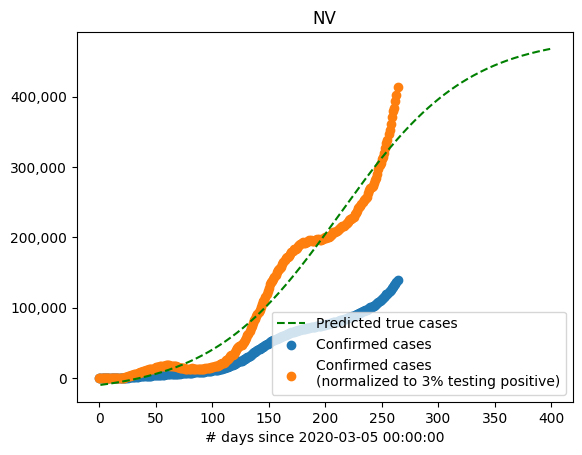 NV
400,000
300,000
200,000
100,000
0
Predicted true cases
Confirmed cases
Confirmed cases
(normalized to 3% testing positive)
0 50 100 150 200 250 300 350 400
# days since 2020-03-05 00:00:00